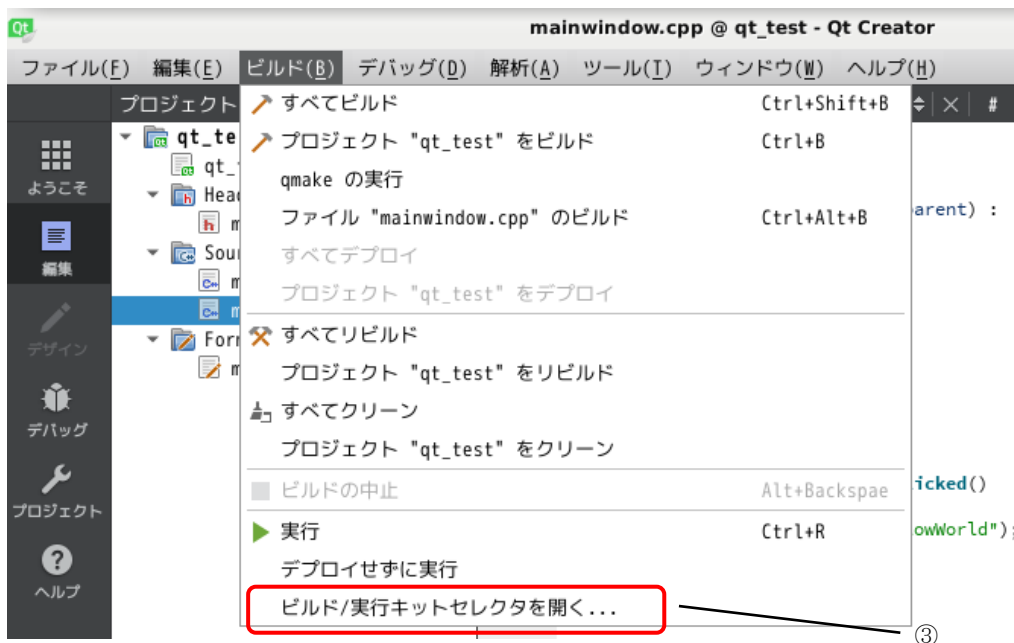 Qt mainwindow.cpp @ qt_test - Qt Creator
ファイル(F) 編集(E) ビルド(B) デバッグ(D) 解析(A) ツール(T) ウィンドウ(W) ヘルプ(H)
プロジェクト
#
ようこそ
編集
デザイン
デバッグ
プロジェクト
ヘルプ
qt_te
qt_
Head
m
Sour
m
m
Form
m
すべてビルド Ctrl+Shift+B
プロジェクト "qt_test" をビルド Ctrl+B
qmake の実行
ファイル "mainwindow.cpp" のビルド Ctrl+Alt+B
すべてデプロイ
プロジェクト "qt_test" をデプロイ
すべてリビルド
プロジェクト "qt_test" をリビルド
すべてクリーン
プロジェクト "qt_test" をクリーン
ビルドの中止 Alt+Backspae
実行 Ctrl+R
デプロイせずに実行
ビルド/実行キットセレクタを開く...
arent) :
icked()
owWorld");
③